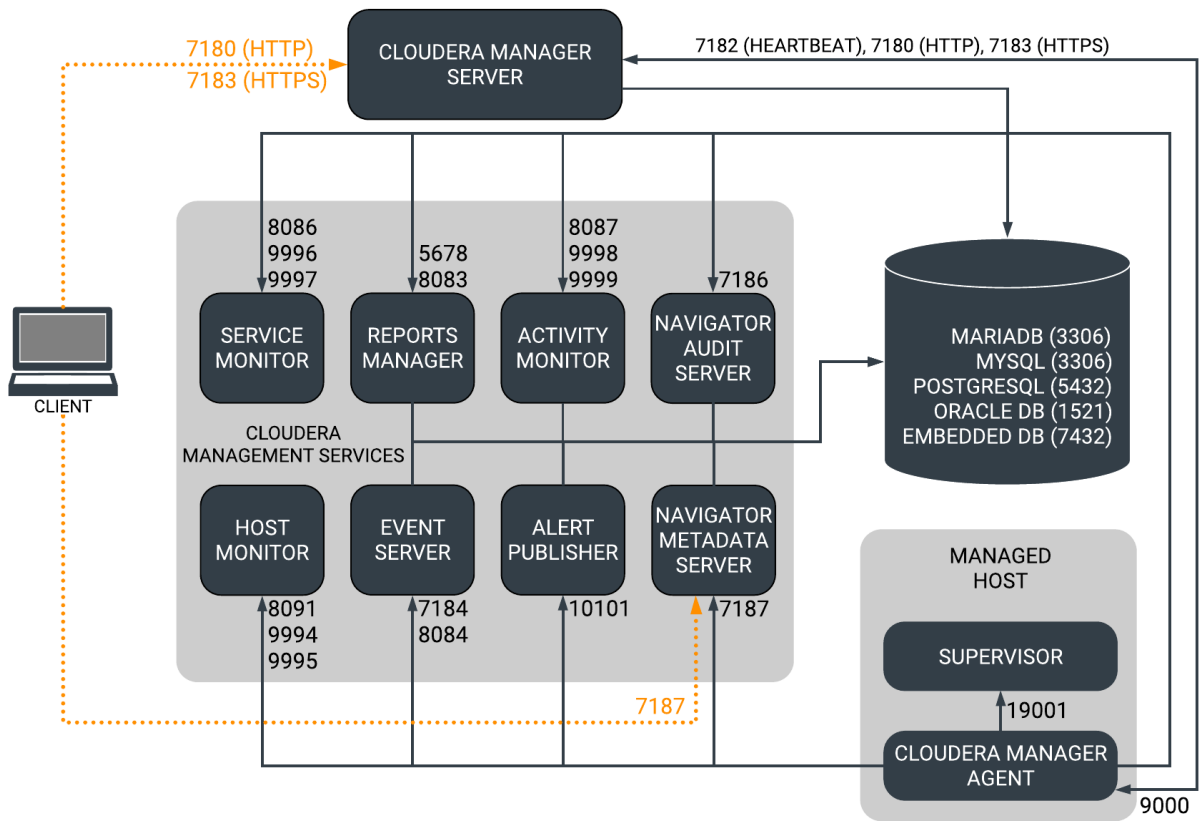 7180 (HTTP)
7183 (HTTPS)
CLOUDERA MANAGER
SERVER
7182 (HEARTBEAT), 7180 (HTTP), 7183 (HTTPS)
8086
9996
9997
5678
8083
8087
9998
9999
7186
SERVICE
MONITOR
REPORTS
MANAGER
ACTIVITY
MONITOR
NAVIGATOR
AUDIT
SERVER
MARIADB (3306)
MYSQL (3306)
POSTGRESQL (5432)
ORACLE DB (1521)
EMBEDDED DB (7432)
CLIENT
CLOUDERA
MANAGEMENT SERVICES
HOST
MONITOR
EVENT
SERVER
ALERT
PUBLISHER
NAVIGATOR
METADATA
SERVER
8091
9994
9995
7184
8084
10101
7187
7187
MANAGED
HOST
SUPERVISOR
19001
CLOUDERA MANAGER
AGENT
9000